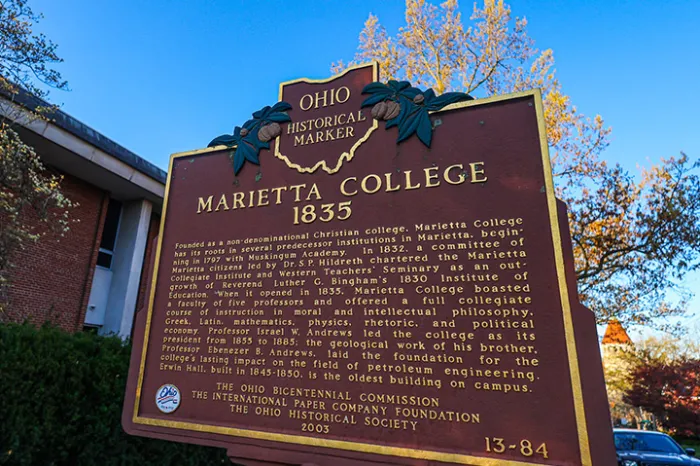 OHIO
HISTORICAL
MARKER
MARIETTA COLLEGE
1835
Founded as a non-denominational Christian college, Marietta College
has its roots in several predecessor institutions in Marietta, begin-
ning in 1797 with Muskingum Academy. In 1832, a committee of
Marietta citizens led by Dr. S.P. Hildreth chartered the Marietta
Collegiate Institute and Western Teachers' Seminary as an out-
growth of Reverend Luther G. Bingham's 1830 Institute of
Education. When it opened in 1835, Marietta College boasted
a faculty of five professors and offered a full collegiate
course of instruction in moral and intellectual philosophy,
Greek, Latin, mathematics, physics, rhetoric, and political
economy. Professor Israel W. Andrews led the college as its
president from 1855 to 1885; the geological work of his brother,
Professor Ebenezer B. Andrews, laid the foundation for the
college's lasting impact on the field of petroleum engineering.
Erwin Hall, built in 1845-1850, is the oldest building on campus.
THE OHIO BICENTENNIAL COMMISSION
THE INTERNATIONAL PAPER COMPANY FOUNDATION
THE OHIO HISTORICAL SOCIETY
2003
13-84
Ohio